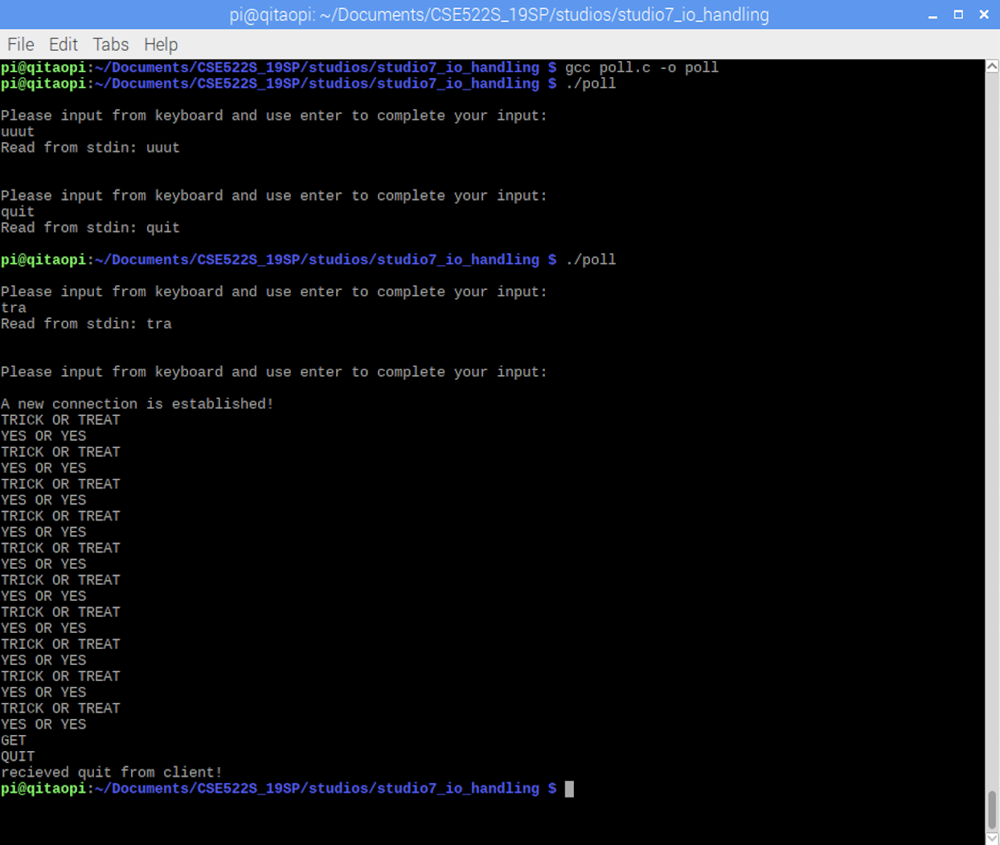 pi@qitaopi: ~/Documents/CSE522S_19SP/studios/studio7_io_handling
File Edit Tabs Help
pi@qitaopi:~/Documents/CSE522S_19SP/studios/studio7_io_handling $ gcc poll.c -o poll
pi@qitaopi:~/Documents/CSE522S_19SP/studios/studio7_io_handling $ ./poll
Please input from keyboard and use enter to complete your input:
uuut
Read from stdin: uuut
Please input from keyboard and use enter to complete your input:
quit
Read from stdin: quit
pi@qitaopi:~/Documents/CSE522S_19SP/studios/studio7_io_handling $ ./poll
Please input from keyboard and use enter to complete your input:
tra
Read from stdin: tra
Please input from keyboard and use enter to complete your input:
A new connection is established!
TRICK OR TREAT
YES OR YES
TRICK OR TREAT
YES OR YES
TRICK OR TREAT
YES OR YES
TRICK OR TREAT
YES OR YES
TRICK OR TREAT
YES OR YES
TRICK OR TREAT
YES OR YES
TRICK OR TREAT
YES OR YES
TRICK OR TREAT
YES OR YES
TRICK OR TREAT
YES OR YES
TRICK OR TREAT
YES OR YES
GET
QUIT
recieved quit from client!
pi@qitaopi:~/Documents/CSE522S_19SP/studios/studio7_io_handling $